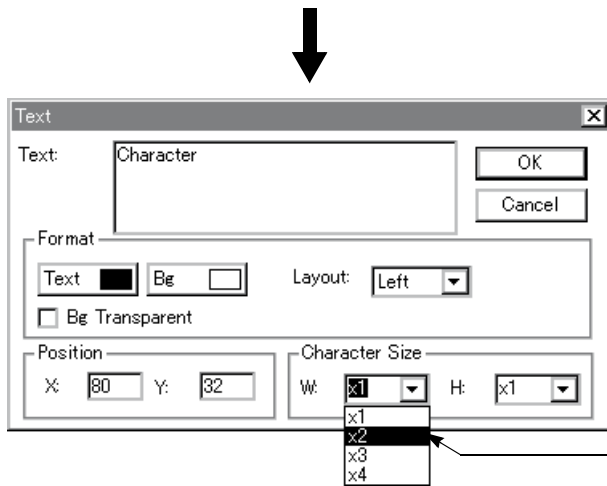 Text
Text: Character
OK
Cancel
Format
Text Bg Layout: Left
Bg Transparent
Position
X: 80 Y: 32
Character Size
W: x1 H: x1
x1
x2
x3
x4